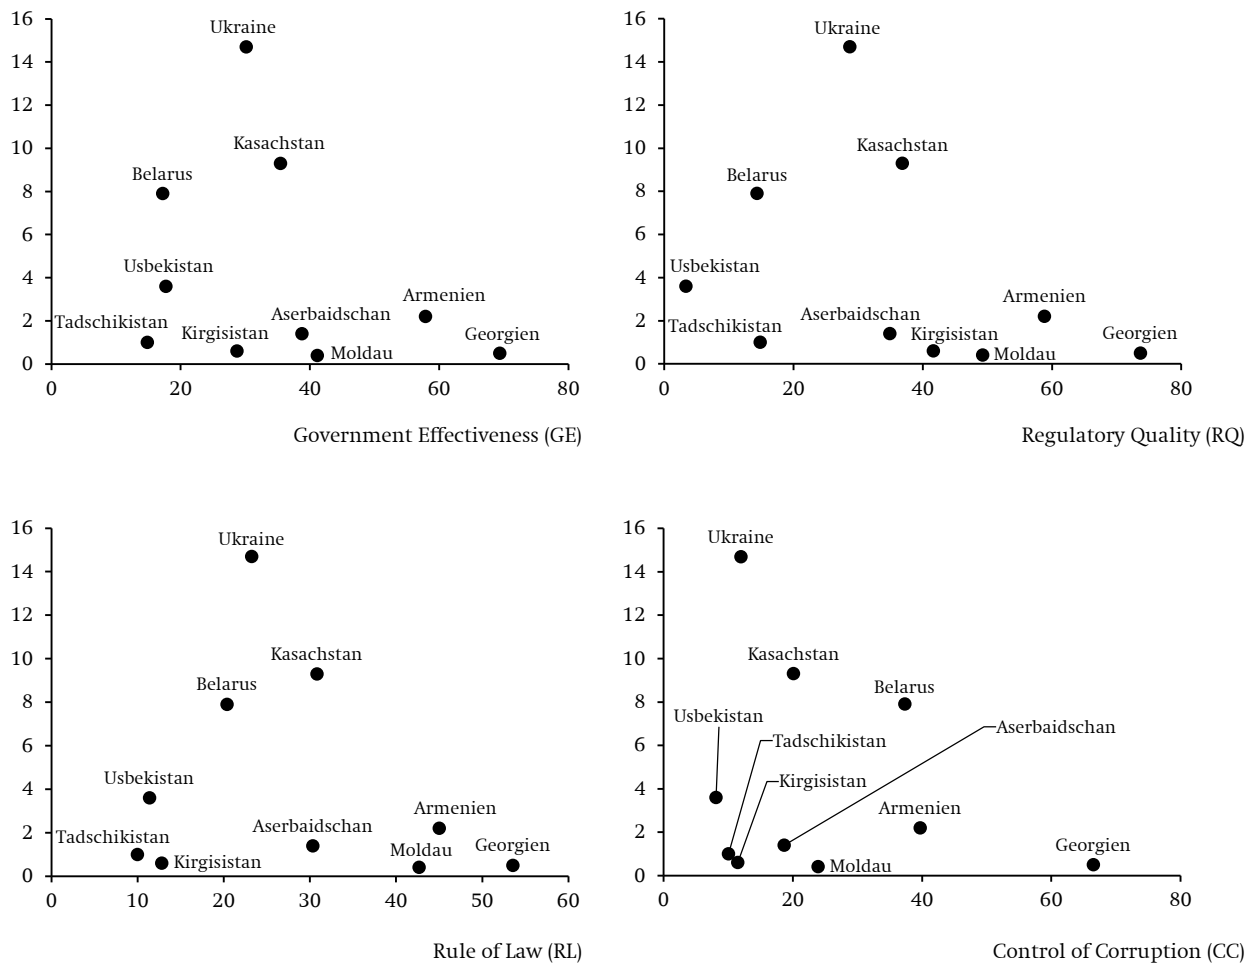 16
14
12
10
8
6
4
2
0
0 20 40 60 80
Ukraine
Kasachstan
Belarus
Usbekistan
Tadschikistan
Kirgisistan
Aserbaidschan
Moldau
Armenien
Georgien
Government Effectiveness (GE)
16
14
12
10
8
6
4
2
0
0 20 40 60 80
Ukraine
Kasachstan
Belarus
Usbekistan
Tadschikistan
Aserbaidschan
Kirgisistan
Moldau
Armenien
Georgien
Regulatory Quality (RQ)
16
14
12
10
8
6
4
2
0
0 10 20 30 40 50 60
Ukraine
Kasachstan
Belarus
Usbekistan
Tadschikistan
Kirgisistan
Aserbaidschan
Armenien
Moldau
Georgien
Rule of Law (RL)
16
14
12
10
8
6
4
2
0
0 20 40 60 80
Ukraine
Kasachstan
Belarus
Usbekistan
Aserbaidschan
Tadschikistan
Kirgisistan
Armenien
Moldau
Georgien
Control of Corruption (CC)